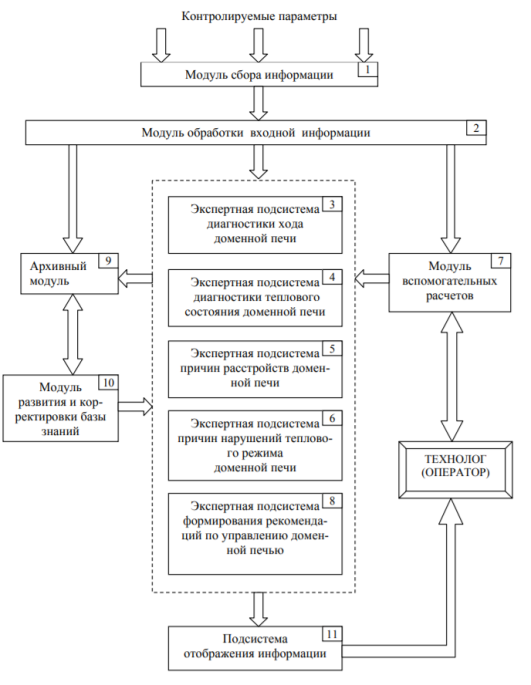 Контролируемые параметры
Модуль сбора информации
1
Модуль обработки входной информации
2
Экспертная подсистема
диагностики хода
доменной печи
3
Архивный
модуль
9
Экспертная подсистема
диагностики теплового
состояния доменной печи
4
Модуль
вспомогательных
расчетов
7
Экспертная подсистема
причин расстройств домен-
ной печи
5
Модуль
развития и кор-
ректировки базы
знаний
10
Экспертная подсистема
причин нарушений теплово-
го режима
доменной печи
6
ТЕХНОЛОГ
(ОПЕРАТОР)
Экспертная подсистема
формирования рекоменда-
ций по управлению домен-
ной печью
8
Подсистема
отображения информации
11